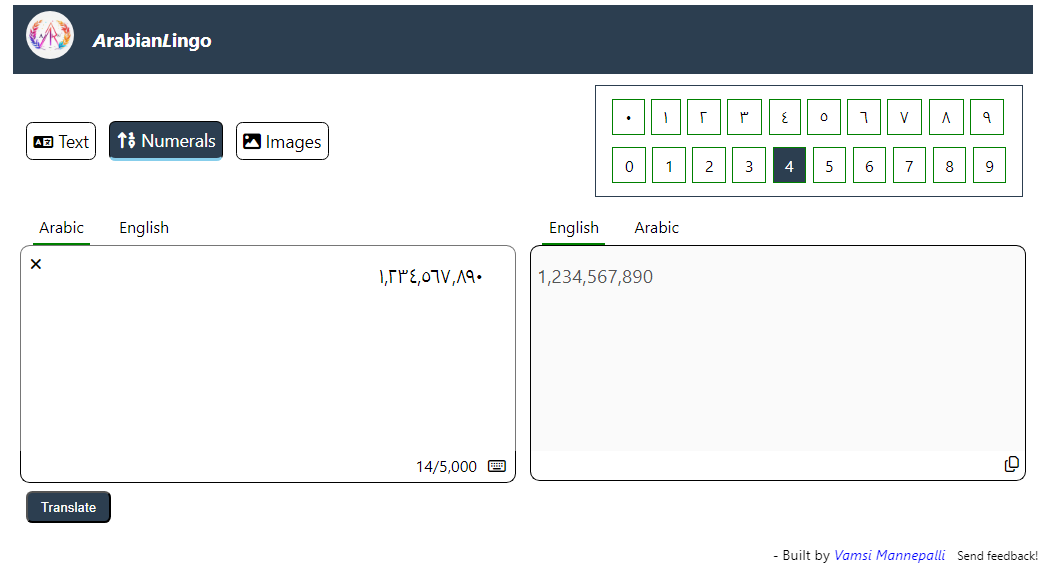 ArabianLingo
Text Numerals Images
٠ ١ ٢ ٣ ٤ ٥ ٦ ٧ ٨ ٩
0 1 2 3 4 5 6 7 8 9
Arabic English
١,٢٣٤,٥٦٧,٨٩٠
14/5,000
Translate
English Arabic
1,234,567,890
- Built by Vamsi Mannepalli Send feedback!